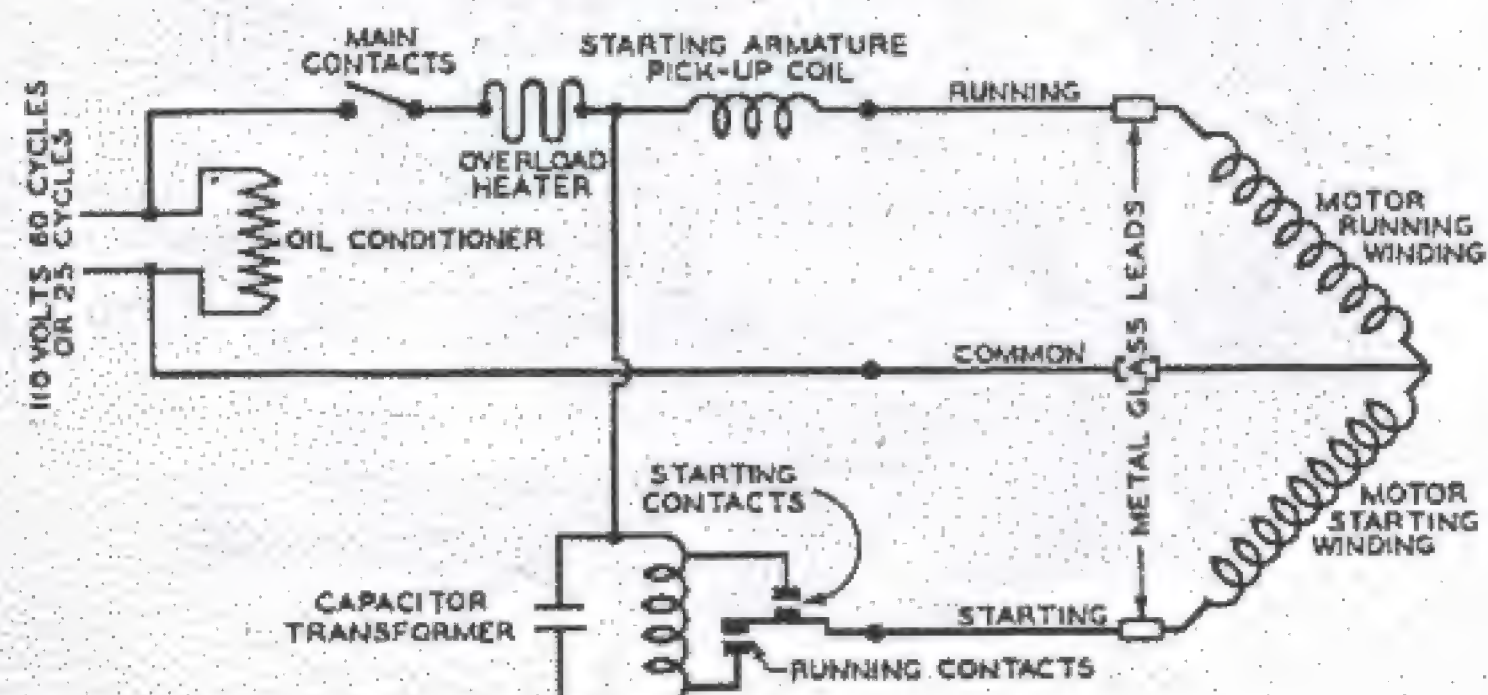 MAIN
CONTACTS
STARTING ARMATURE
PICK-UP COIL
RUNNING
110 VOLTS 60 CYCLES
OR 25 CYCLES
OVERLOAD
HEATER
OIL CONDITIONER
MOTOR
RUNNING
WINDING
METAL GLASS LEADS
COMMON
STARTING
CONTACTS
MOTOR
STARTING
WINDING
CAPACITOR
TRANSFORMER
STARTING
RUNNING CONTACTS